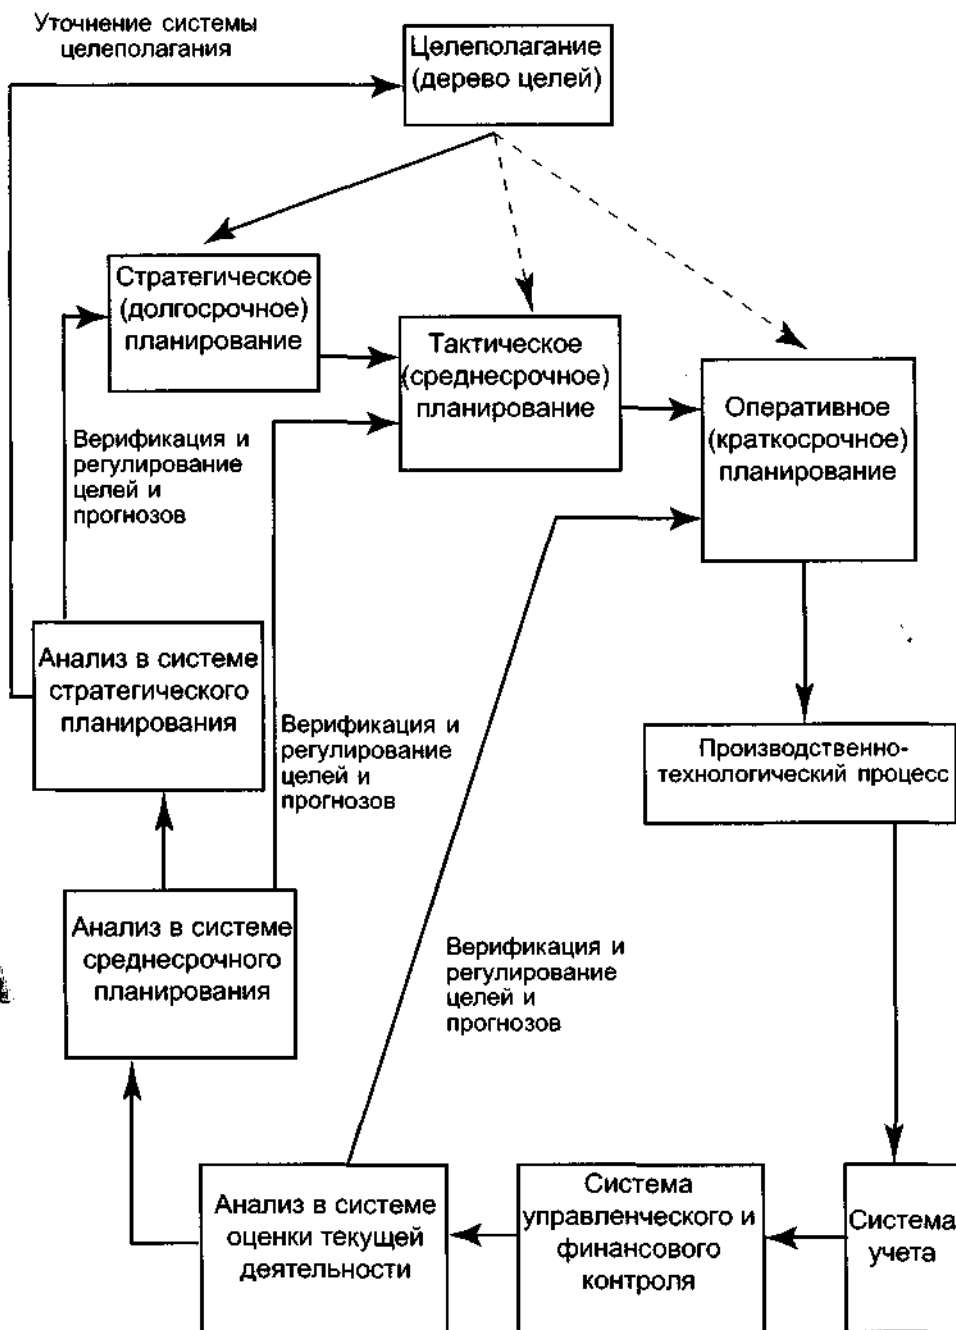 Уточнение системы
целеполагания
Целеполагание
(дерево целей)
Стратегическое
(долгосрочное)
планирование
Тактическое
(среднесрочное)
планирование
Оперативное
(краткосрочное)
планирование
Верификация и
регулирование
целей и
прогнозов
Анализ в системе
стратегического
планирования
Верификация и
регулирование
целей и
прогнозов
Производственно-
технологический процесс
Анализ в системе
среднесрочного
планирования
Верификация и
регулирование
целей и
прогнозов
Анализ в системе
оценки текущей
деятельности
Система
управленческого и
финансового
контроля
Система
учета